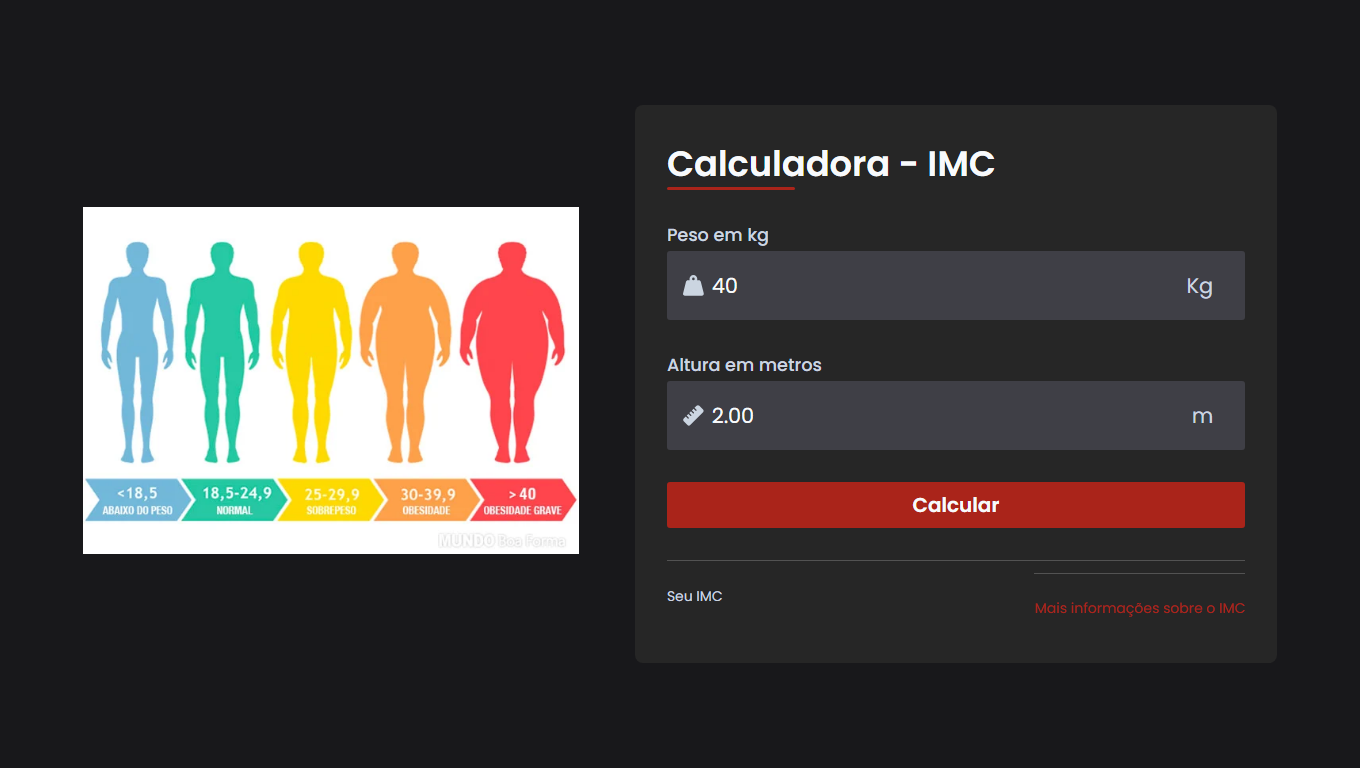 <18,5
ABAIXO DO PESO
18,5-24,9
NORMAL
25-29,9
SOBREPESO
30-39,9
OBESIDADE
> 40
OBESIDADE GRAVE
MUNDO Boa Forma
Calculadora - IMC
Peso em kg
40 Kg
Altura em metros
2.00 m
Calcular
Seu IMC
Mais informações sobre o IMC